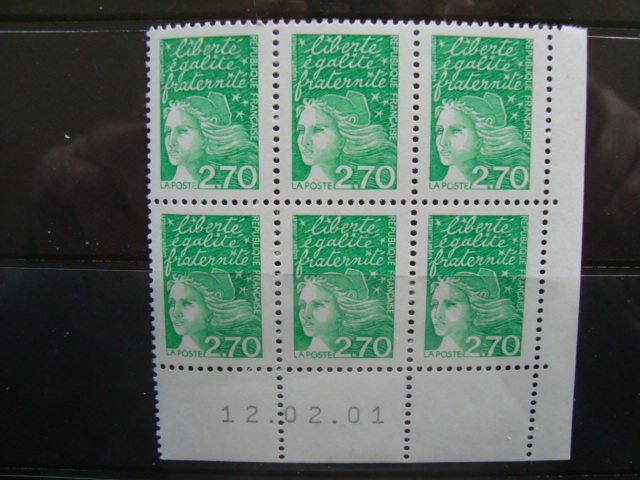 liberté
égalité
fraternité
RÉPUBLIQUE FRANÇAISE
LA POSTE 2,70
liberté
égalité
fraternité
RÉPUBLIQUE FRANÇAISE
LA POSTE 2,70
liberté
égalité
fraternité
RÉPUBLIQUE FRANÇAISE
LA POSTE 2,70
liberté
égalité
fraternité
RÉPUBLIQUE FRANÇAISE
LA POSTE 2,70
liberté
égalité
fraternité
RÉPUBLIQUE FRANÇAISE
LA POSTE 2,70
liberté
égalité
fraternité
RÉPUBLIQUE FRANÇAISE
LA POSTE 2,70
12.02.01